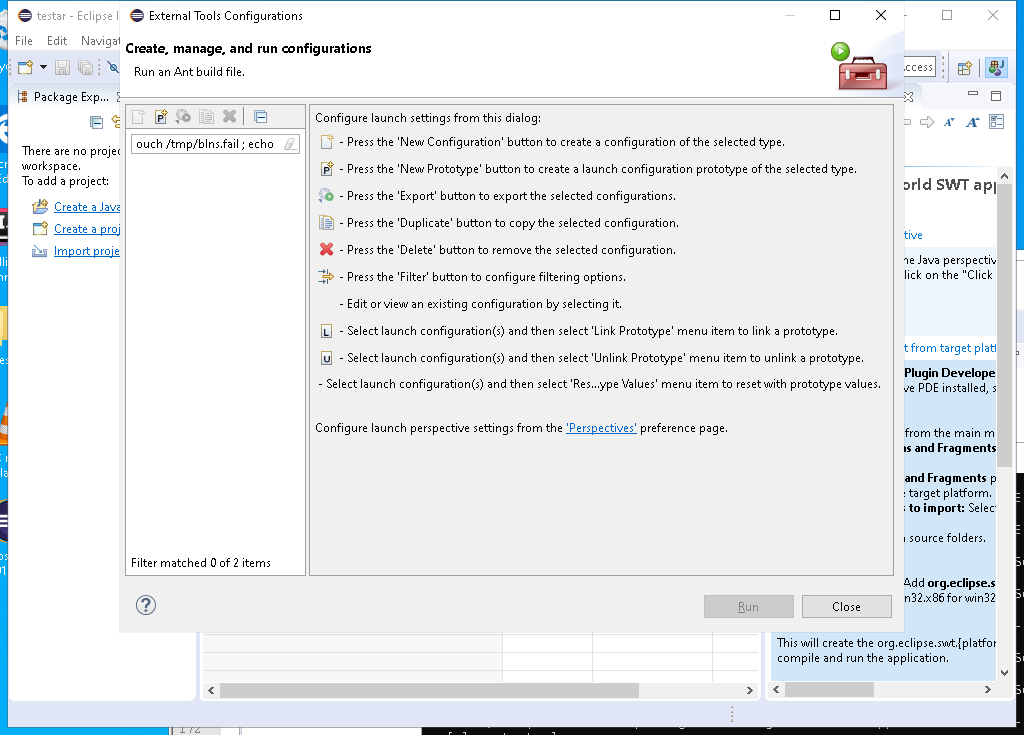 testar - Eclipse I
External Tools Configurations
File Edit Navigat
Create, manage, and run configurations
Run an Ant build file.
ccess
Package Exp...
There are no projec
workspace.
To add a project:
Create a Java
Create a proj
Import proje
ouch /tmp/blns.fail ; echo
Filter matched 0 of 2 items
Configure launch settings from this dialog:
- Press the 'New Configuration' button to create a configuration of the selected type.
P - Press the 'New Prototype' button to create a launch configuration prototype of the selected type.
- Press the 'Export' button to export the selected configurations.
- Press the 'Duplicate' button to copy the selected configuration.
- Press the 'Delete' button to remove the selected configuration.
- Press the 'Filter' button to configure filtering options.
- Edit or view an existing configuration by selecting it.
L - Select launch configuration(s) and then select 'Link Prototype' menu item to link a prototype.
U - Select launch configuration(s) and then select 'Unlink Prototype' menu item to unlink a prototype.
- Select launch configuration(s) and then select 'Res...ype Values' menu item to reset with prototype values.
Configure launch perspective settings from the 'Perspectives' preference page.
Run Close
orld SWT app
tive
he Java perspectiv
lick on the "Click
t from target platf
Plugin Develope
ve PDE installed, s
from the main m
ns and Fragments
and Fragments p
target platform.
s to import: Selec
source folders.
Add org.eclipse.s
n32.x86 for win32
This will create the org.eclipse.swt.{platfor
compile and run the application.
172